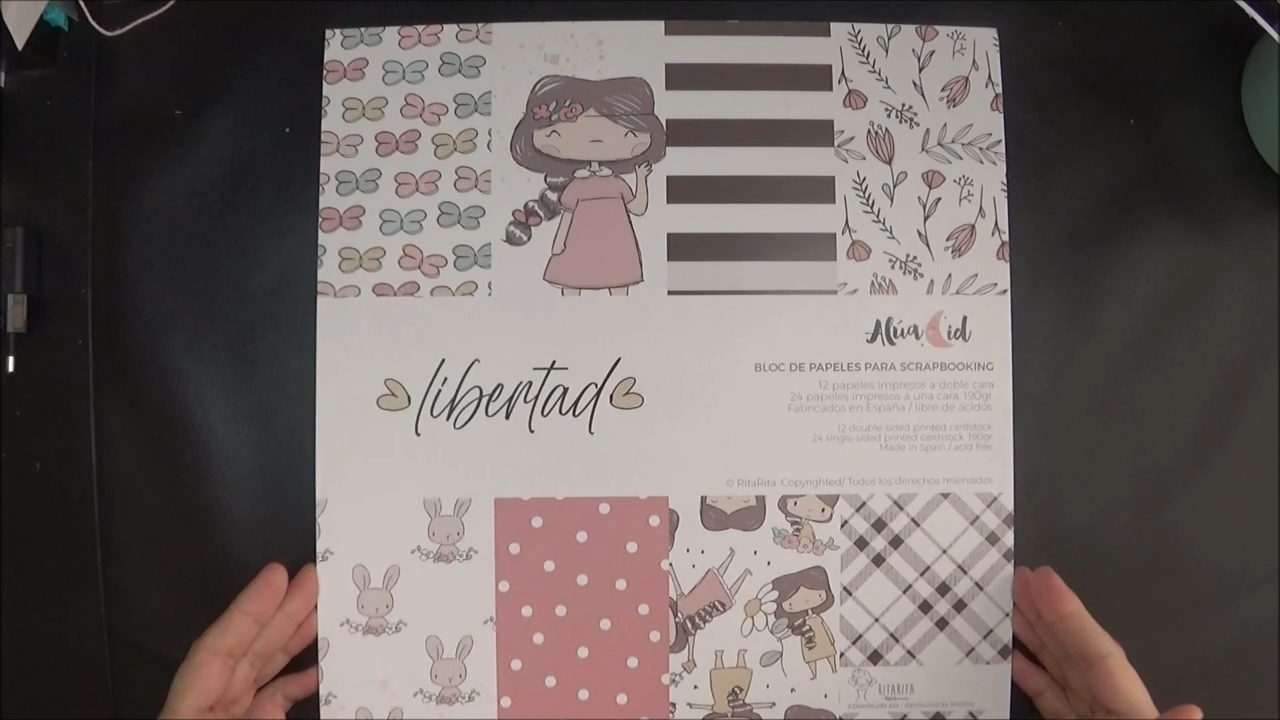 Alúa Cid
BLOC DE PAPELES PARA SCRAPBOOKING
12 papeles impresos a doble cara
24 papeles impresos a una cara 190gr
Fabricados en España / libre de ácidos
libertad
12 double-sided printed cardstock
24 single-sided printed cardstock 190gr
Made in Spain / acid free
© RitaRita Copyrighted/ Todos los derechos reservados
RITARITA